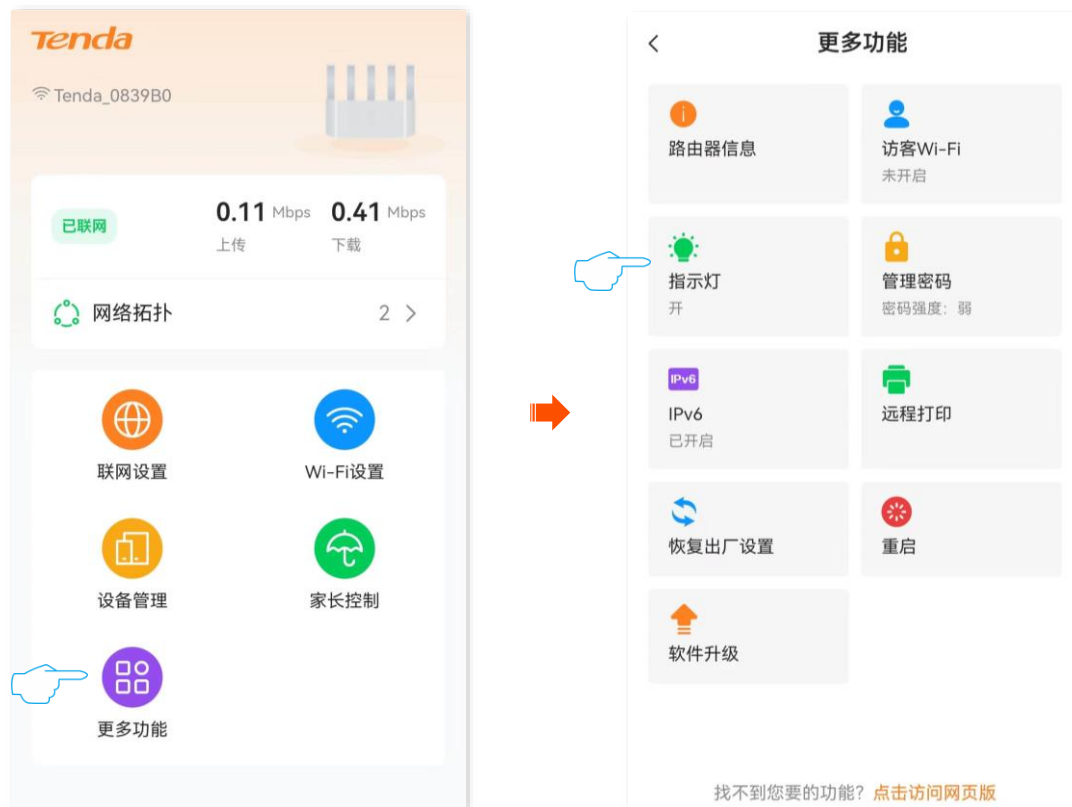 Tenda
Tenda_0839B0
已联网
0.11 Mbps 0.41 Mbps
上传 下载
网络拓扑 2
联网设置 Wi-Fi设置
设备管理 家长控制
更多功能
更多功能
路由器信息 访客Wi-Fi
未开启
指示灯 管理密码
开 密码强度：弱
IPv6
IPv6 远程打印
已开启
恢复出厂设置 重启
软件升级
找不到您要的功能？点击访问网页版